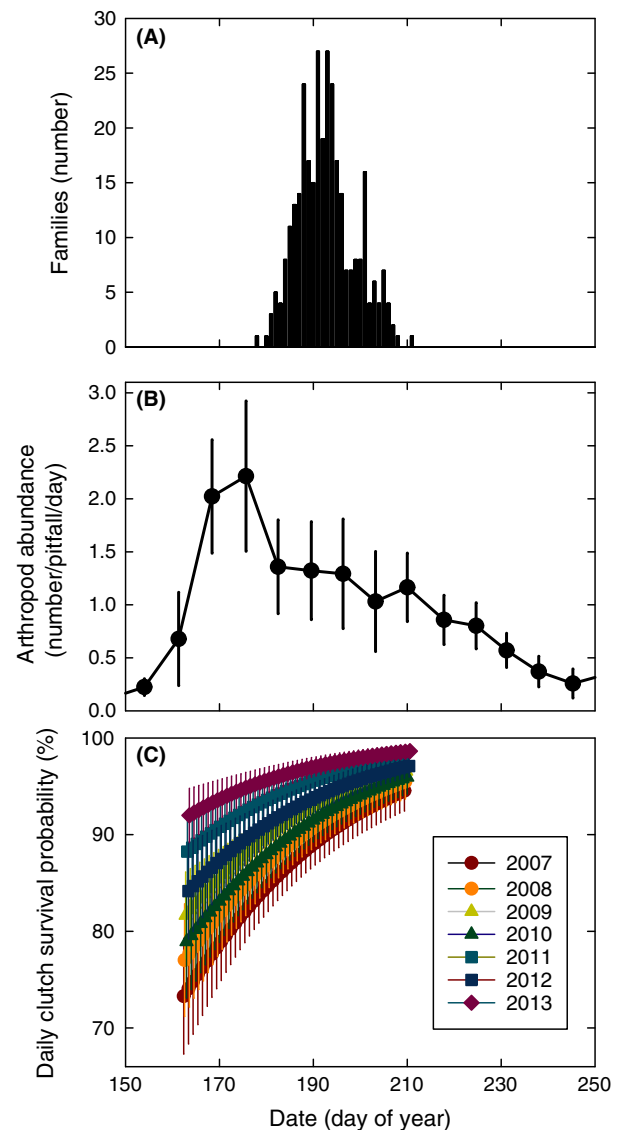 (A)
30
25
20
15
10
5
0
Families (number)
(B)
3.0
2.5
2.0
1.5
1.0
0.5
0.0
Arthropod abundance
(number/pitfall/day)
(C)
100
90
80
70
Daily clutch survival probability (%)
2007
2008
2009
2010
2011
2012
2013
150 170 190 210 230 250
Date (day of year)